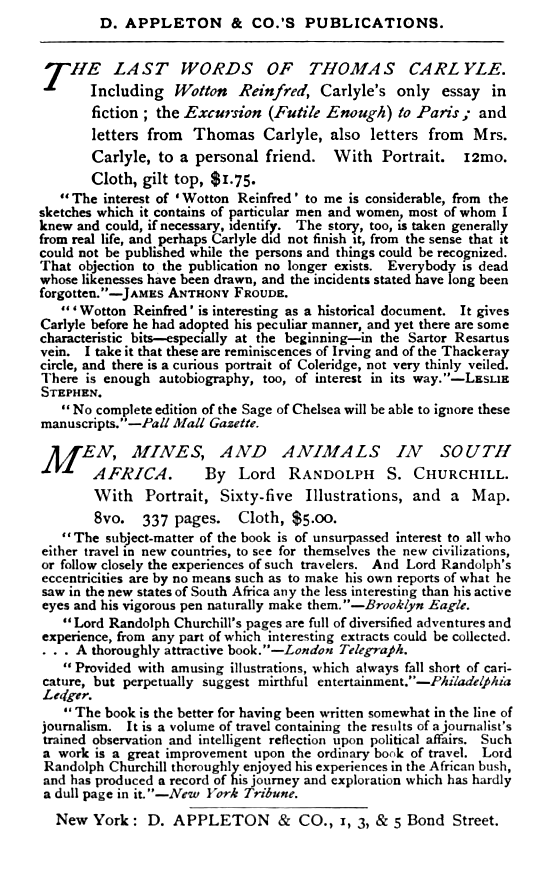 D. APPLETON & CO.'S PUBLICATIONS.
THE LAST WORDS OF THOMAS CARLYLE.
Including Wotton Reinfred, Carlyle's only essay in
fiction ; the Excursion (Futile Enough) to Paris ; and
letters from Thomas Carlyle, also letters from Mrs.
Carlyle, to a personal friend. With Portrait. 12mo.
Cloth, gilt top, $1.75.
"The interest of 'Wotton Reinfred' to me is considerable, from the
sketches which it contains of particular men and women, most of whom I
knew and could, if necessary, identify. The story, too, is taken generally
from real life, and perhaps Carlyle did not finish it, from the sense that it
could not be published while the persons and things could be recognized.
That objection to the publication no longer exists. Everybody is dead
whose likenesses have been drawn, and the incidents stated have long been
forgotten."—JAMES ANTHONY FROUDE.
"'Wotton Reinfred' is interesting as a historical document. It gives
Carlyle before he had adopted his peculiar manner, and yet there are some
characteristic bits—especially at the beginning—in the Sartor Resartus
vein. I take it that these are reminiscences of Irving and of the Thackeray
circle, and there is a curious portrait of Coleridge, not very thinly veiled.
There is enough autobiography, too, of interest in its way."—LESLIE
STEPHEN.
"No complete edition of the Sage of Chelsea will be able to ignore these
manuscripts."—Pall Mall Gazette.
MEN, MINES, AND ANIMALS IN SOUTH
AFRICA. By Lord RANDOLPH S. CHURCHILL.
With Portrait, Sixty-five Illustrations, and a Map.
8vo. 337 pages. Cloth, $5.00.
"The subject-matter of the book is of unsurpassed interest to all who
either travel in new countries, to see for themselves the new civilizations,
or follow closely the experiences of such travelers. And Lord Randolph's
eccentricities are by no means such as to make his own reports of what he
saw in the new states of South Africa any the less interesting than his active
eyes and his vigorous pen naturally make them."—Brooklyn Eagle.
"Lord Randolph Churchill's pages are full of diversified adventures and
experience, from any part of which interesting extracts could be collected.
. . . A thoroughly attractive book."—London Telegraph.
"Provided with amusing illustrations, which always fall short of cari-
cature, but perpetually suggest mirthful entertainment."—Philadelphia
Ledger.
"The book is the better for having been written somewhat in the line of
journalism. It is a volume of travel containing the results of a journalist's
trained observation and intelligent reflection upon political affairs. Such
a work is a great improvement upon the ordinary book of travel. Lord
Randolph Churchill thoroughly enjoyed his experiences in the African bush,
and has produced a record of his journey and exploration which has hardly
a dull page in it."—New York Tribune.
New York: D. APPLETON & CO., 1, 3, & 5 Bond Street.